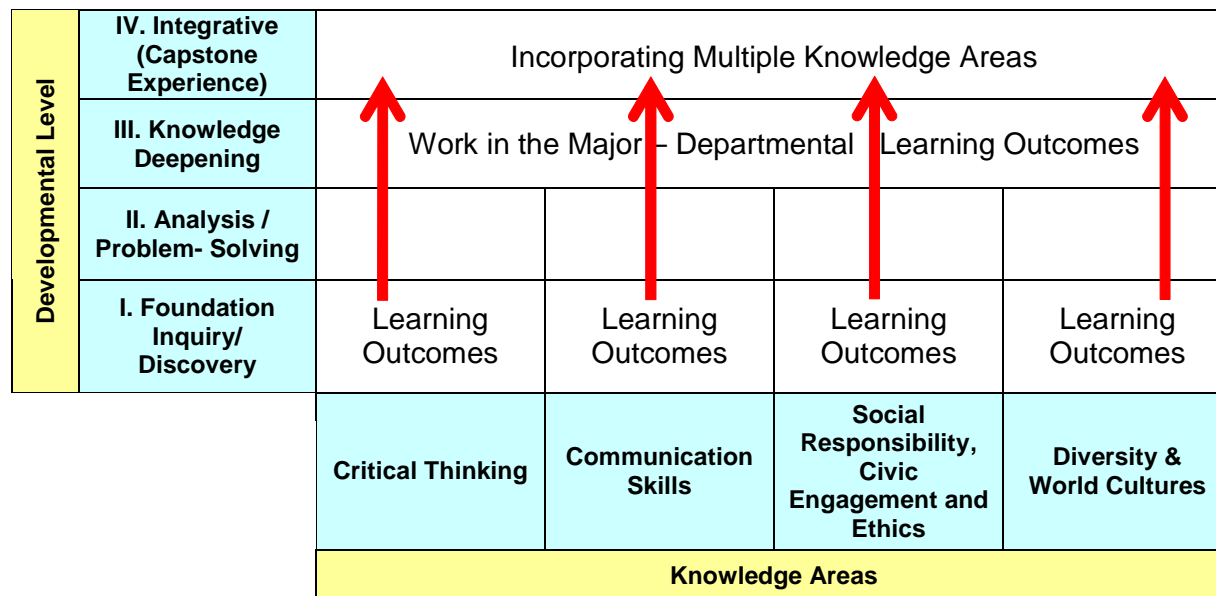 Developmental Level
IV. Integrative
(Capstone
Experience)
Incorporating Multiple Knowledge Areas
III. Knowledge
Deepening
Work in the Major – Departmental Learning Outcomes
II. Analysis /
Problem- Solving
I. Foundation
Inquiry/
Discovery
Learning
Outcomes
Learning
Outcomes
Learning
Outcomes
Learning
Outcomes
Critical Thinking
Communication
Skills
Social
Responsibility,
Civic
Engagement and
Ethics
Diversity &
World Cultures
Knowledge Areas